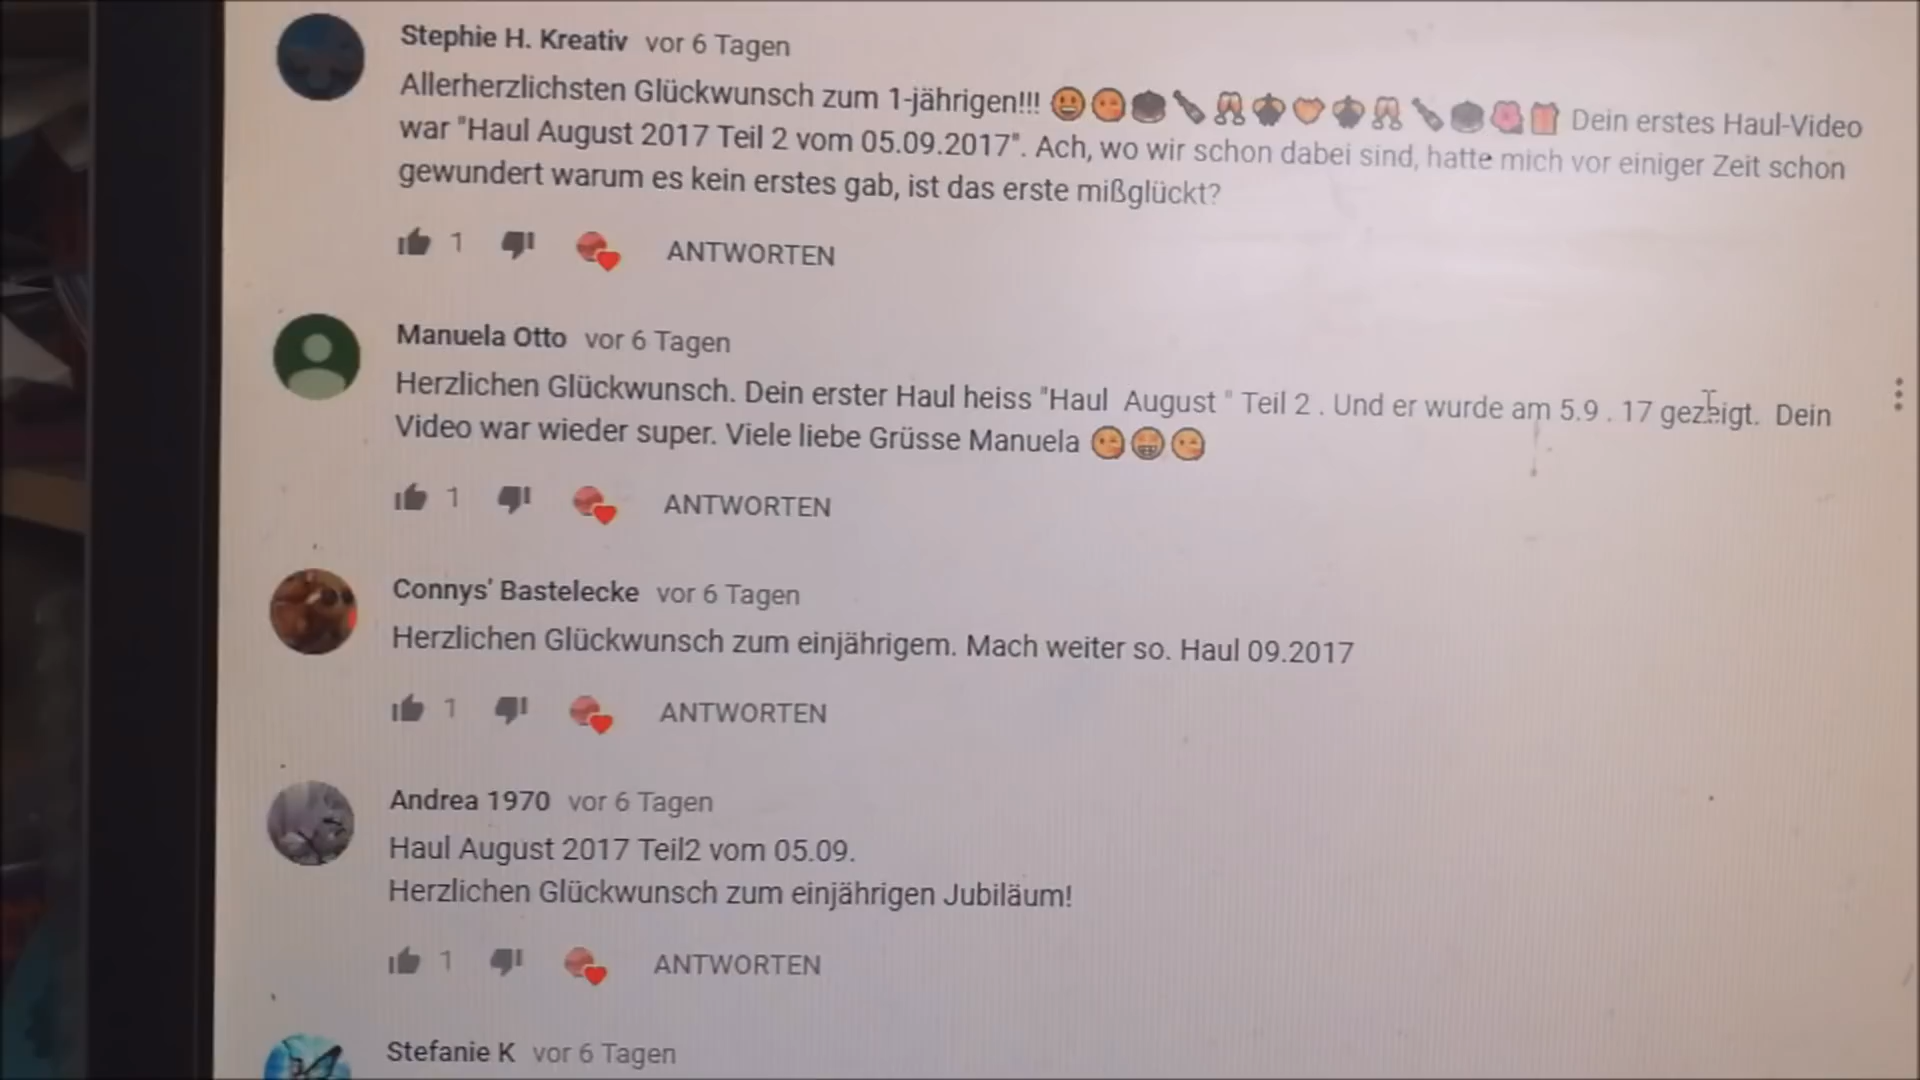 Stephie H. Kreativ vor 6 Tagen
Allerherzlichsten Glückwunsch zum 1-jährigen!!! Dein erstes Haul-Video
war "Haul August 2017 Teil 2 vom 05.09.2017". Ach, wo wir schon dabei sind, hatte mich vor einiger Zeit schon
gewundert warum es kein erstes gab, ist das erste mißglückt?
1 ANTWORTEN
Manuela Otto vor 6 Tagen
Herzlichen Glückwunsch. Dein erster Haul heiss "Haul August " Teil 2 . Und er wurde am 5.9 . 17 gezeigt. Dein
Video war wieder super. Viele liebe Grüsse Manuela
1 ANTWORTEN
Connys' Bastelecke vor 6 Tagen
Herzlichen Glückwunsch zum einjährigem. Mach weiter so. Haul 09.2017
1 ANTWORTEN
Andrea 1970 vor 6 Tagen
Haul August 2017 Teil2 vom 05.09.
Herzlichen Glückwunsch zum einjährigen Jubiläum!
1 ANTWORTEN
Stefanie K vor 6 Tagen